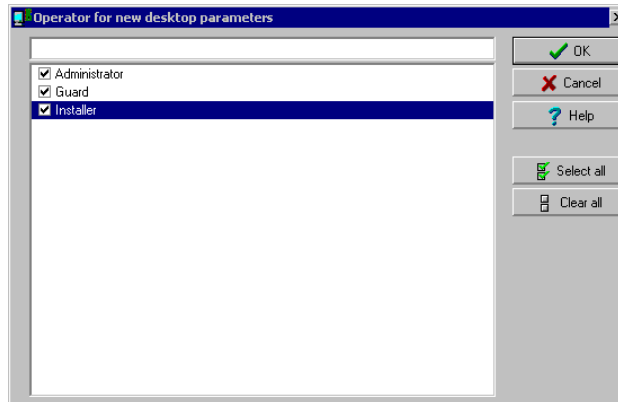 Operator for new desktop parameters
OK
Administrator
Cancel
Guard
Installer
Help
Select all
Clear all